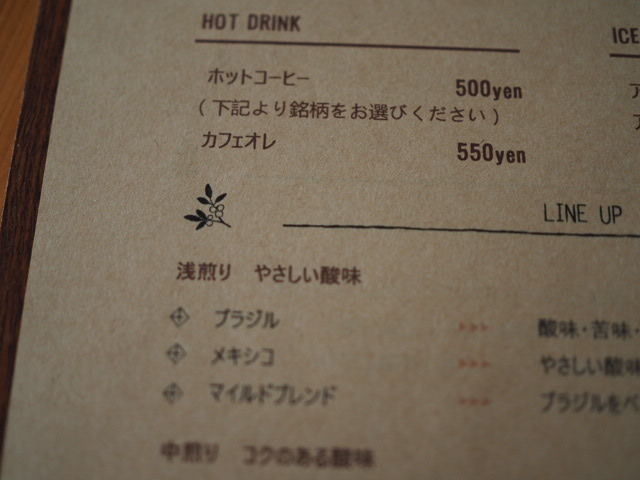 HOT DRINK
ICE
ホットコーヒー 500yen
(下記より銘柄をお選びください)
カフェオレ 550yen
LINE UP
浅煎り やさしい酸味
ブラジル 酸味・苦味・
メキシコ やさしい酸味
マイルドブレンド ブラジルをベ
中煎り コクのある酸味